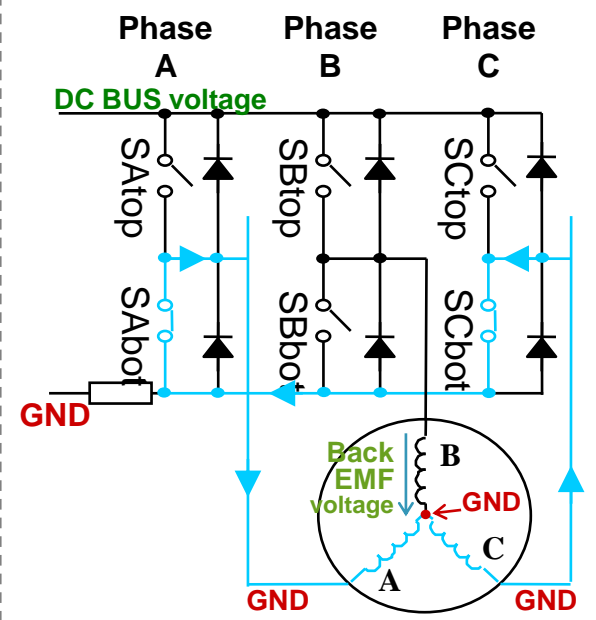 Phase
A
Phase
B
Phase
C
DC BUS voltage
SAtop
SBtop
SCtop
SAbot
SBbot
SCbot
GND
Back
EMF
voltage
B
GND
A
C
GND
GND